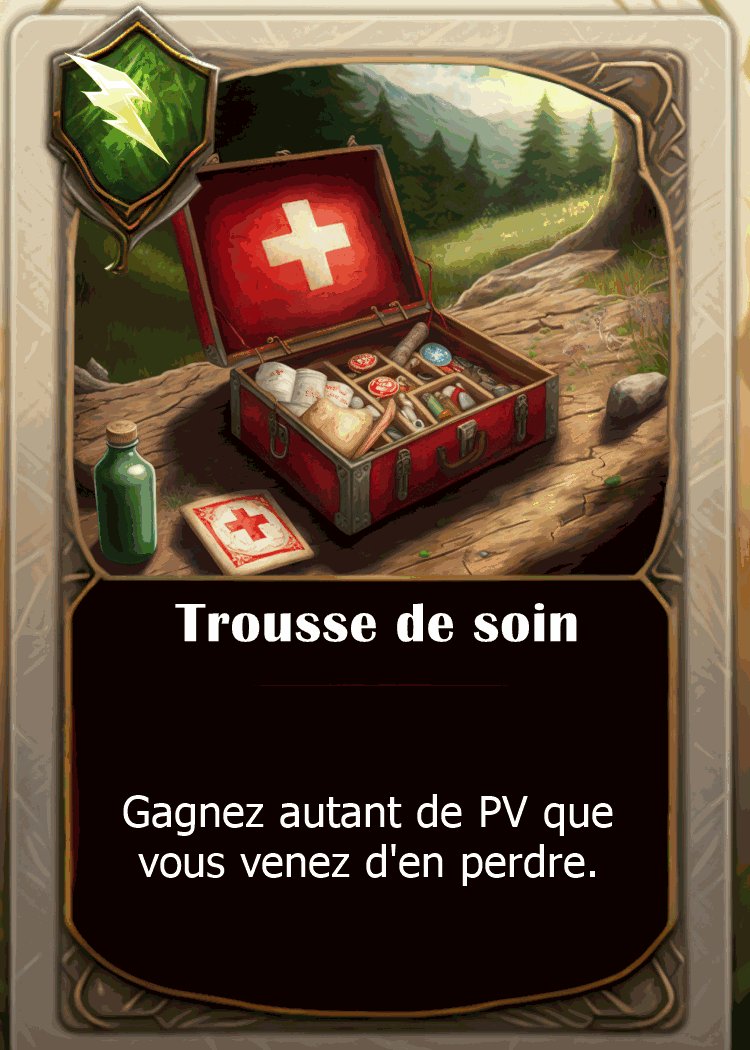 Trousse de soin
Gagnez autant de PV que
vous venez d'en perdre.